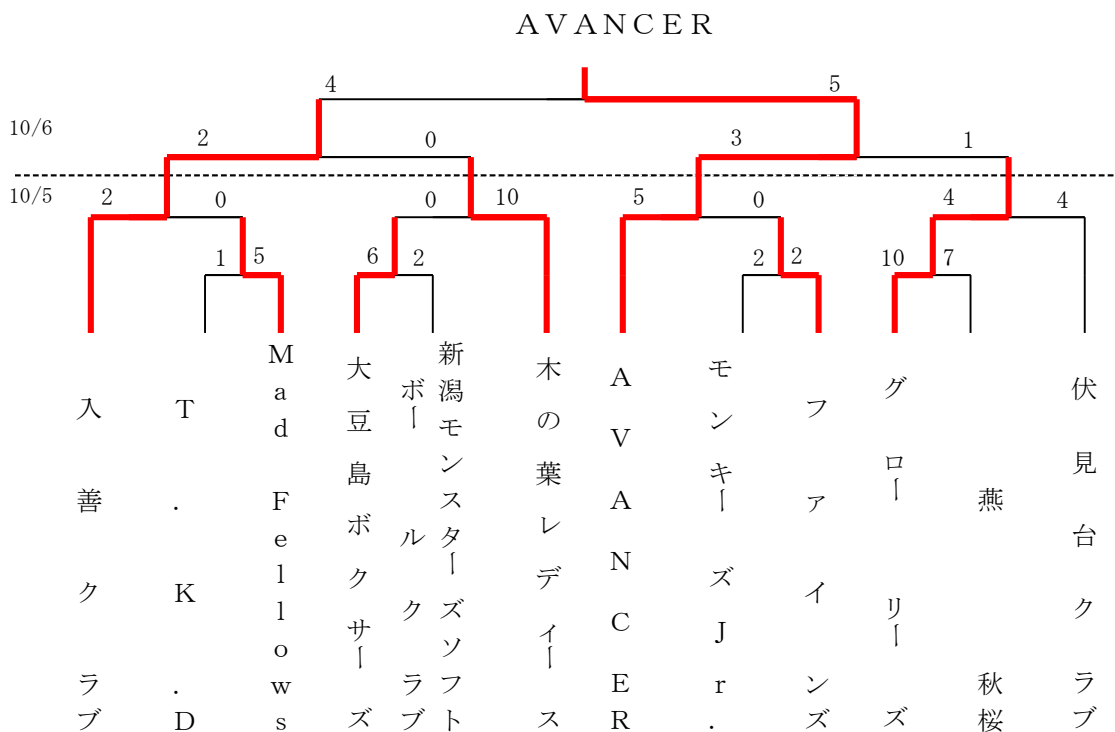 AVANCER
4 5
10/6
2 0 3 1
10/5
2 0 0 10 5 0 4 4
1 5 6 2 2 2 10 7
入善クラブ
T.K.D
Mad Fellows
大豆島ボクサーズ
新潟モンスターズソフト
ボールクラブ
木の葉レディース
AVANCER
モンキーズJr.
ファインズ
グローリーズ
燕 秋桜
伏見台クラブ